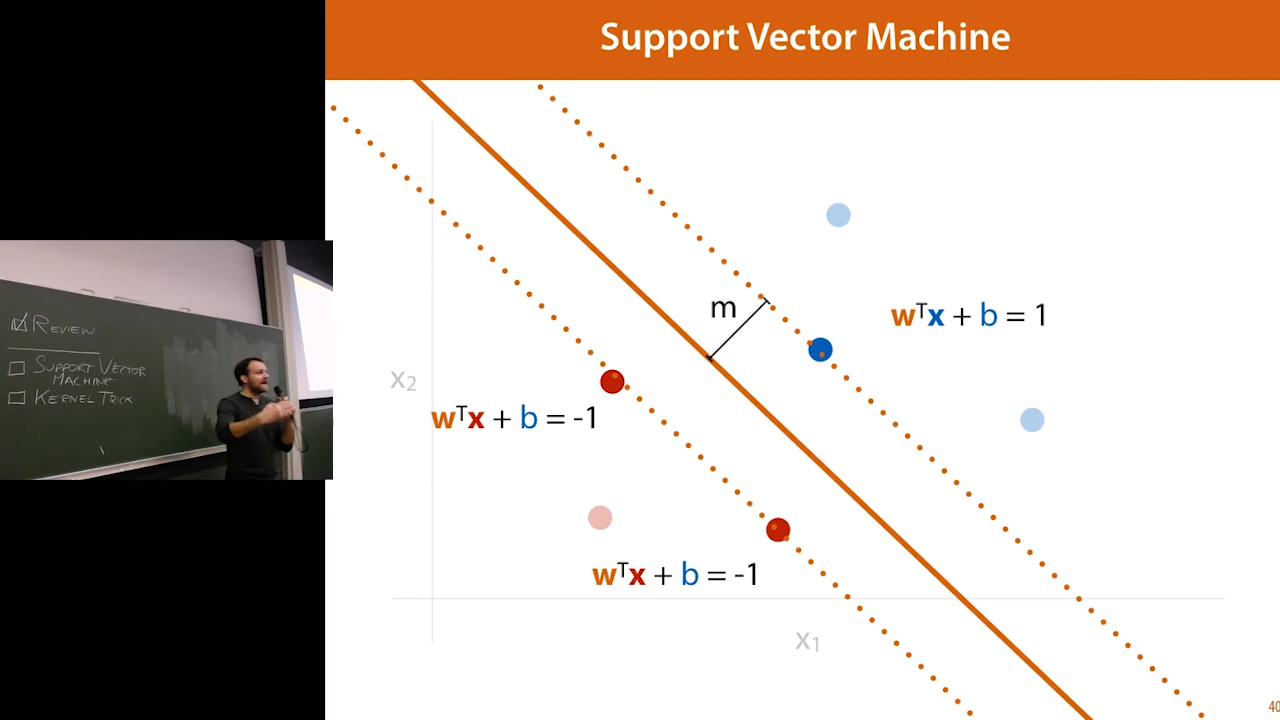 Support Vector Machine
m
wᵀx + b = 1
x₂
wᵀx + b = -1
wᵀx + b = -1
x₁
40
REVIEW
SUPPORT VECTOR
MACHINE
KERNEL TRICK